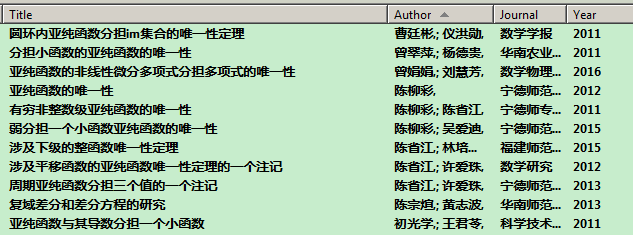 Title Author Journal Year
圆环内亚纯函数分担im集合的唯一性定理 曹廷彬,; 仪洪勋, 数学学报 2011
分担小函数的亚纯函数的唯一性 曾翠萍,; 杨德贵, 华南农业... 2011
亚纯函数的非线性微分多项式分担多项式的唯一性 曾娟娟,; 刘慧芳, 数学物理... 2016
亚纯函数的唯一性 陈柳彩, 宁德师范... 2012
有穷非整数级亚纯函数的唯一性 陈柳彩,; 陈省江, 宁德师专... 2011
弱分担一个小函数亚纯函数的唯一性 陈柳彩,; 吴爱迪, 宁德师范... 2015
涉及下级的整函数唯一性定理 陈省江,; 林培... 福建师范... 2015
涉及平移函数的亚纯函数唯一性定理的一个注记 陈省江,; 许爱珠, 数学研究 2012
周期亚纯函数分担三个值的一个注记 陈省江,; 许爱珠, 宁德师范... 2013
复域差分和差分方程的研究 陈宗煊,; 黄志波, 华南师范... 2013
亚纯函数与其导数分担一个小函数 初光学,; 王君苓, 科学技术... 2011